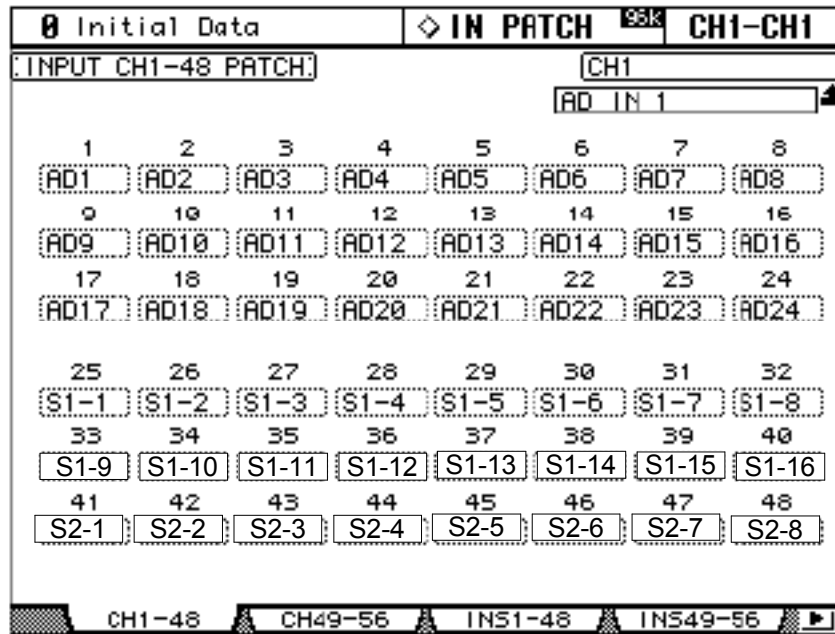 0 Initial Data ◇ IN PATCH 96k CH1-CH1
INPUT CH1-48 PATCH CH1
AD IN 1
1 2 3 4 5 6 7 8
AD1 AD2 AD3 AD4 AD5 AD6 AD7 AD8
9 10 11 12 13 14 15 16
AD9 AD10 AD11 AD12 AD13 AD14 AD15 AD16
17 18 19 20 21 22 23 24
AD17 AD18 AD19 AD20 AD21 AD22 AD23 AD24
25 26 27 28 29 30 31 32
S1-1 S1-2 S1-3 S1-4 S1-5 S1-6 S1-7 S1-8
33 34 35 36 37 38 39 40
S1-9 S1-10 S1-11 S1-12 S1-13 S1-14 S1-15 S1-16
41 42 43 44 45 46 47 48
S2-1 S2-2 S2-3 S2-4 S2-5 S2-6 S2-7 S2-8
CH1-48 CH49-56 INS1-48 INS49-56